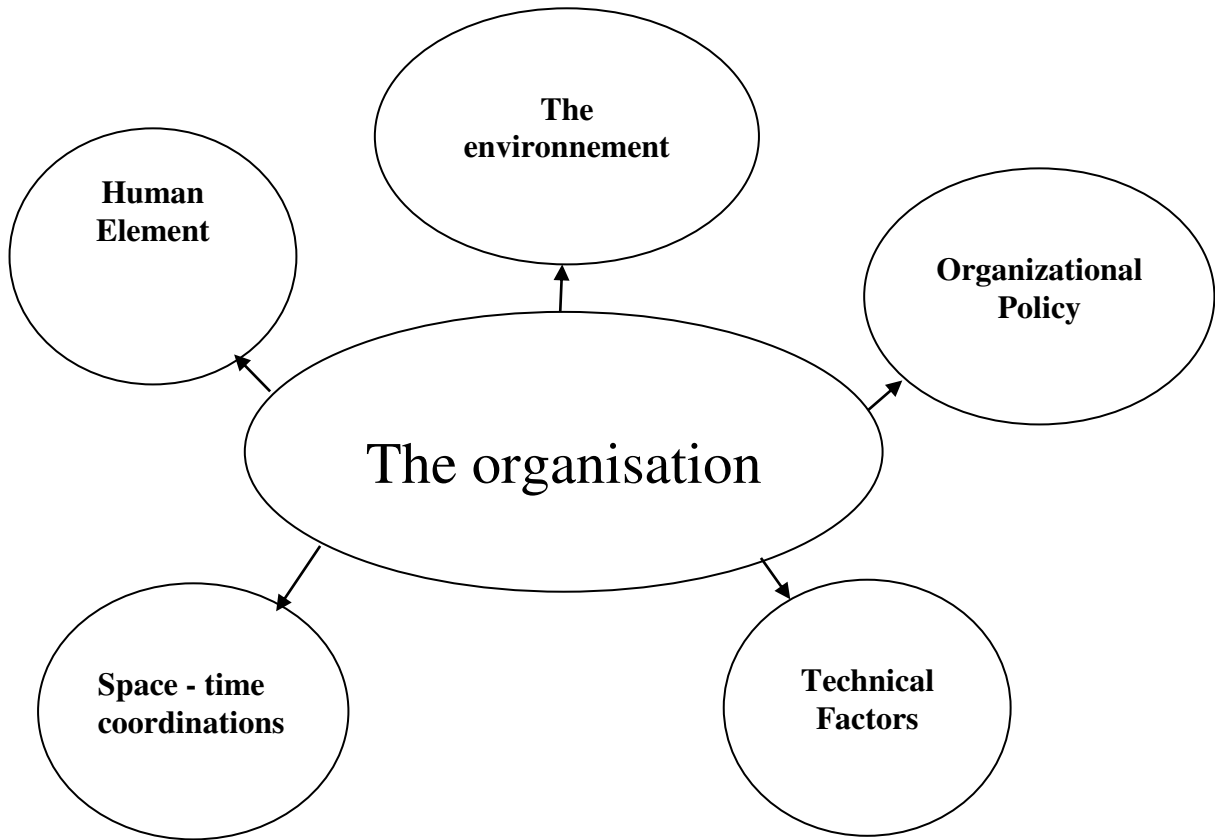 The
environnement
Human
Element
Organizational
Policy
The organisation
Space - time
coordinations
Technical
Factors